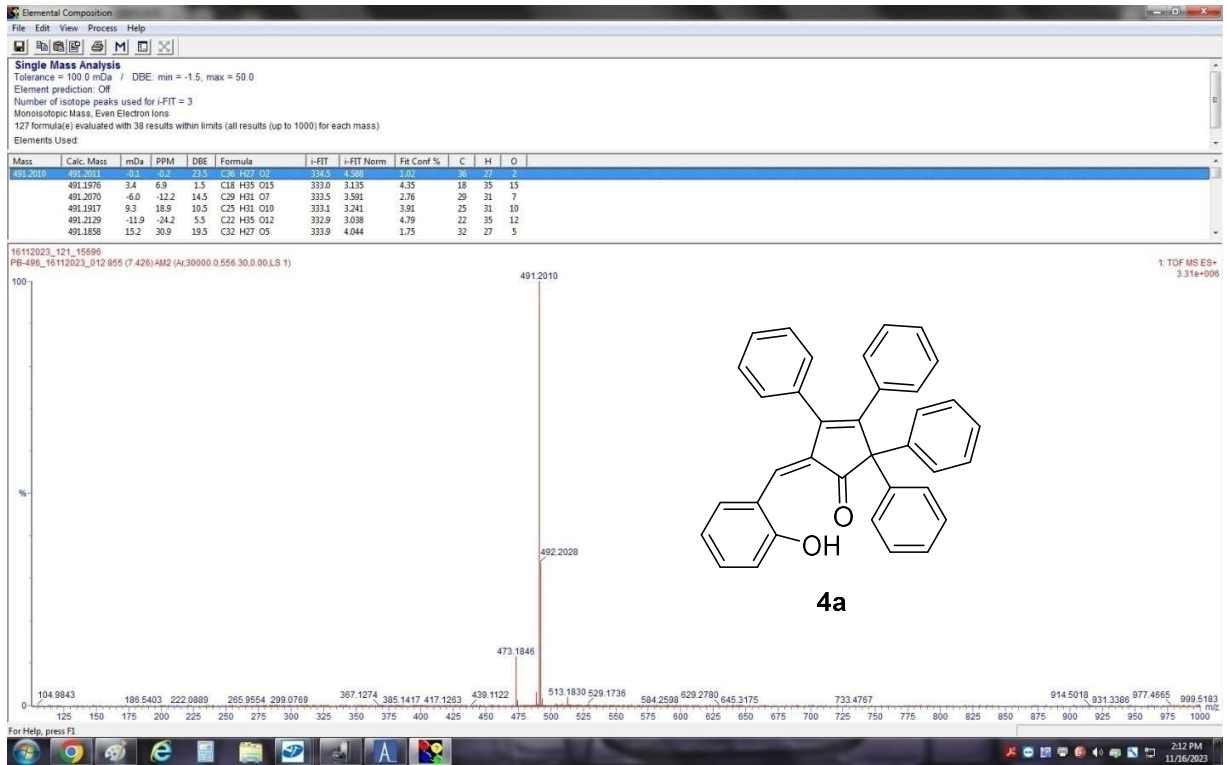 Elemental Composition
File Edit View Process Help
Single Mass Analysis
Tolerance = 100.0 mDa / DBE: min = -1.5, max = 50.0
Element prediction: Off
Number of isotope peaks used for i-FIT = 3
Monoisotopic Mass, Even Electron Ions
127 formula(e) evaluated with 38 results within limits (all results (up to 1000) for each mass)
Elements Used:
Mass Calc. Mass mDa PPM DBE Formula i-FIT i-FIT Norm Fit Conf % C H O
491.2010 491.2011 -0.1 -0.2 23.5 C36 H27 O2 334.5 4.588 1.02 36 27 2
491.1976 3.4 6.9 1.5 C18 H35 O15 333.0 3.135 4.35 18 35 15
491.2070 -6.0 -12.2 14.5 C29 H31 O7 333.5 3.591 2.76 29 31 7
491.1917 9.3 18.9 10.5 C25 H31 O10 333.1 3.241 3.91 25 31 10
491.2129 -11.9 -24.2 5.5 C22 H35 O12 332.9 3.038 4.79 22 35 12
491.1858 15.2 30.9 19.5 C32 H27 O5 333.9 4.044 1.75 32 27 5
16112023_121_15696
PB-496_16112023_012 855 (7.426) AM2 (Ar,30000.0,556.30,0.00,LS 1)
1: TOF MS ES+
3.31e+006
100
491.2010
%
492.2028
O
OH
4a
473.1846
104.9843 186.5403 222.0889 265.9554 299.0769 367.1274 385.1417 417.1263 439.1122 513.1830 529.1736 584.2598 629.2780 645.3175 733.4767 914.5018 931.3386 977.4665 999.5183
0
125 150 175 200 225 250 275 300 325 350 375 400 425 450 475 500 525 550 575 600 625 650 675 700 725 750 775 800 825 850 875 900 925 950 975 1000 m/z
For Help, press F1
2:12 PM
11/16/2023